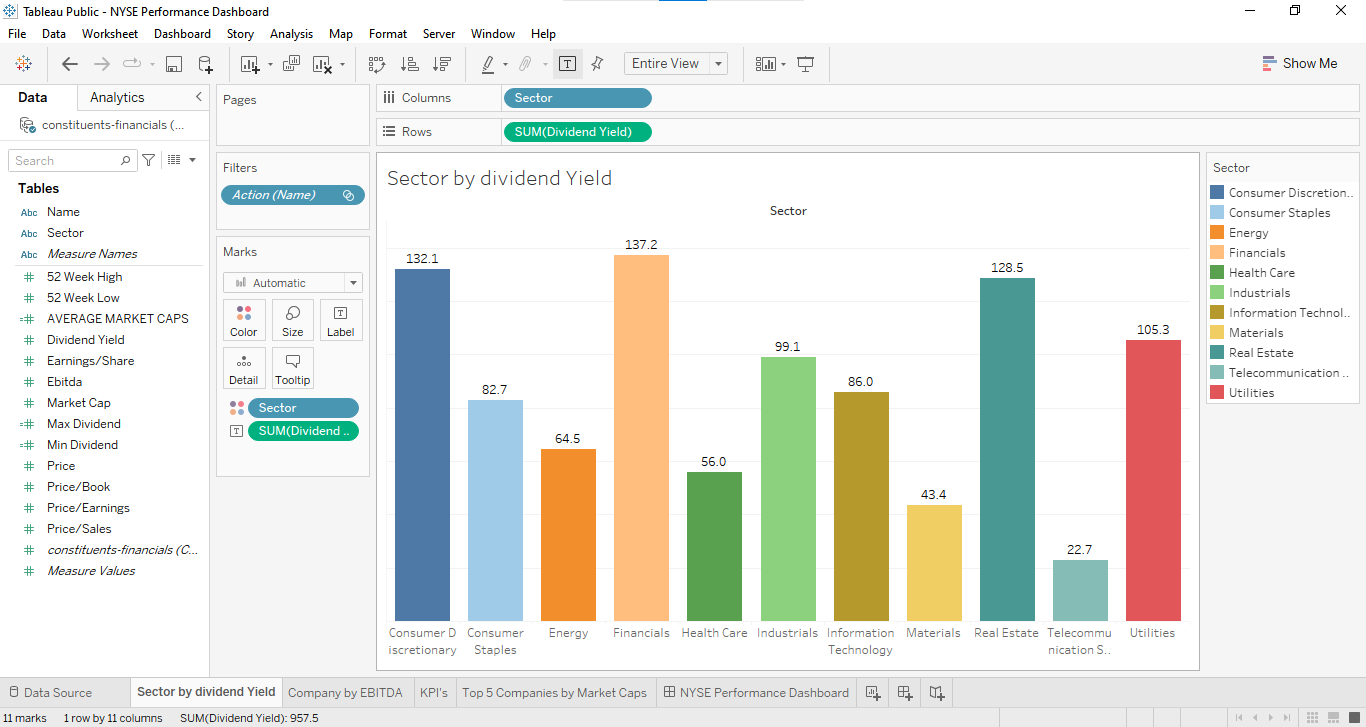 Tableau Public - NYSE Performance Dashboard
File Data Worksheet Dashboard Story Analysis Map Format Server Window Help
Entire View
Show Me
Data Analytics
constituents-financials (...
Search
Tables
Abc Name
Abc Sector
Abc Measure Names
# 52 Week High
# 52 Week Low
=# AVERAGE MARKET CAPS
# Dividend Yield
# Earnings/Share
# Ebitda
# Market Cap
=# Max Dividend
=# Min Dividend
# Price
# Price/Book
# Price/Earnings
# Price/Sales
# constituents-financials (C...
# Measure Values
Pages
Filters
Action (Name)
Marks
Automatic
Color Size Label
Detail Tooltip
Sector
SUM(Dividend ..
Columns Sector
Rows SUM(Dividend Yield)
Sector by dividend Yield
Sector
132.1
82.7
64.5
137.2
56.0
99.1
86.0
43.4
128.5
22.7
105.3
Consumer D
iscretionary
Consumer
Staples
Energy
Financials
Health Care
Industrials
Information
Technology
Materials
Real Estate
Telecommu
nication S..
Utilities
Sector
Consumer Discretion..
Consumer Staples
Energy
Financials
Health Care
Industrials
Information Technol..
Materials
Real Estate
Telecommunication ..
Utilities
Data Source Sector by dividend Yield Company by EBITDA KPI's Top 5 Companies by Market Caps NYSE Performance Dashboard
11 marks 1 row by 11 columns SUM(Dividend Yield): 957.5